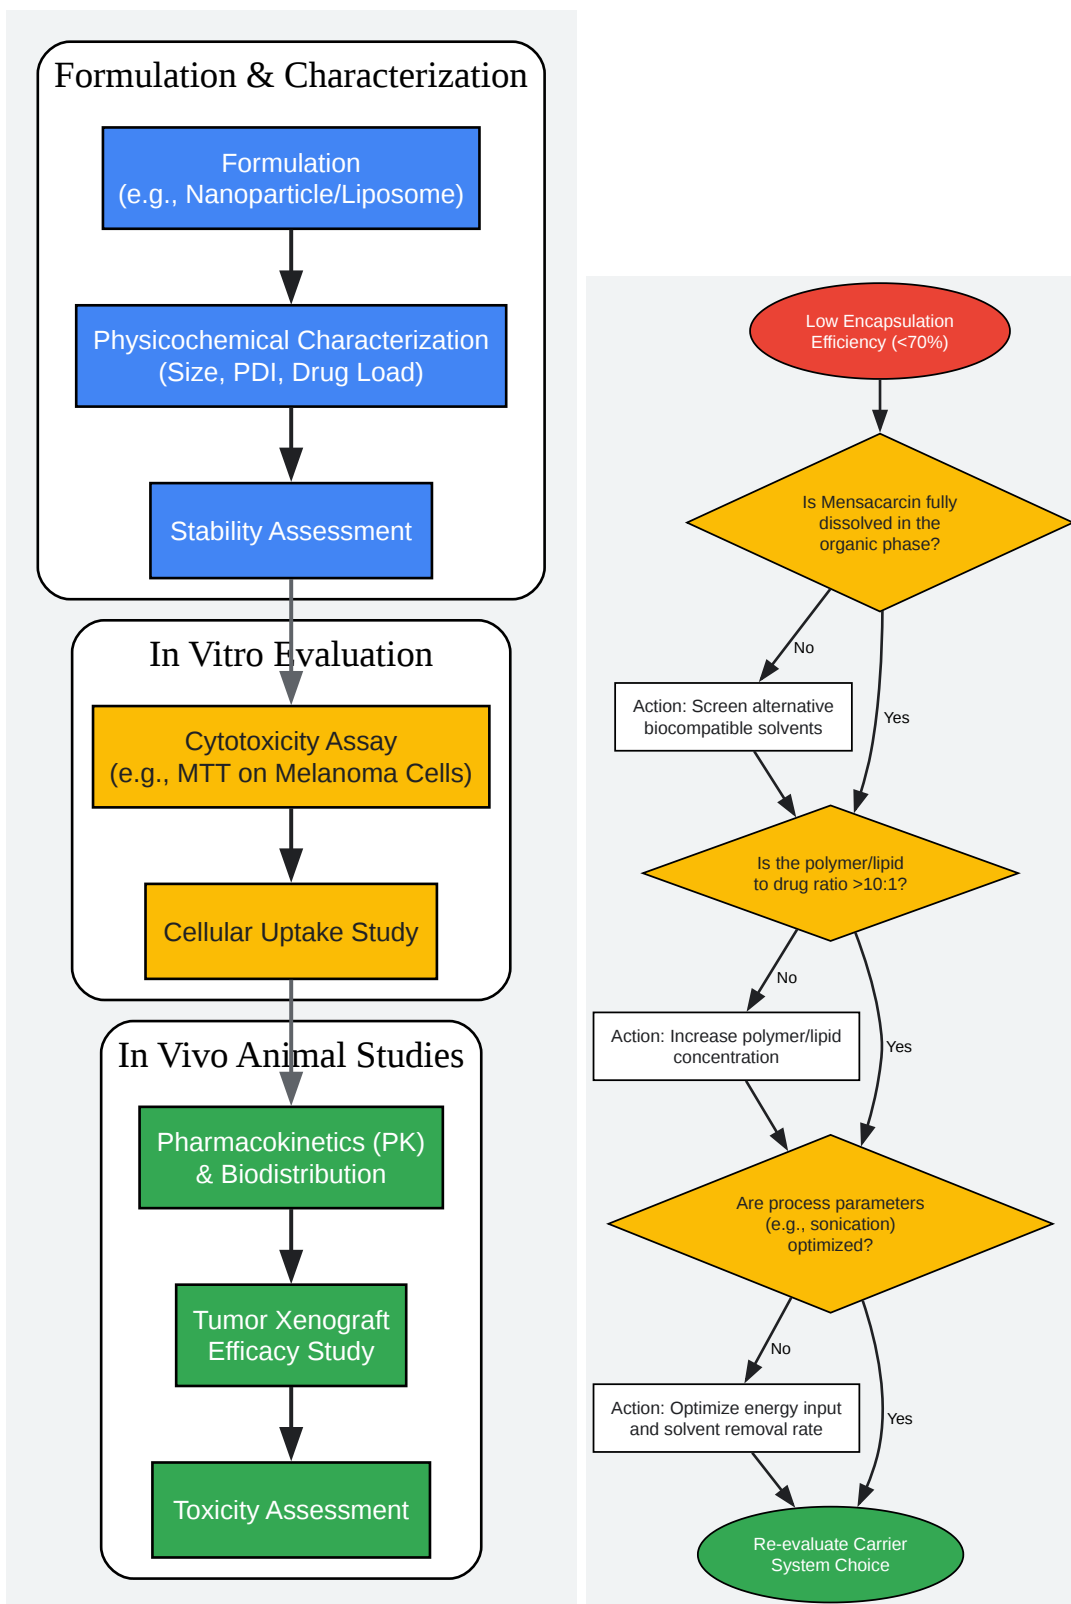 Formulation & Characterization
Formulation
(e.g., Nanoparticle/Liposome)
Physicochemical Characterization
(Size, PDI, Drug Load)
Stability Assessment
In Vitro Evaluation
Cytotoxicity Assay
(e.g., MTT on Melanoma Cells)
Cellular Uptake Study
In Vivo Animal Studies
Pharmacokinetics (PK)
& Biodistribution
Tumor Xenograft
Efficacy Study
Toxicity Assessment
Low Encapsulation
Efficiency (<70%)
Is Mensacarcin fully
dissolved in the
organic phase?
No
Yes
Action: Screen alternative
biocompatible solvents
Is the polymer/lipid
to drug ratio >10:1?
No
Yes
Action: Increase polymer/lipid
concentration
Are process parameters
(e.g., sonication)
optimized?
No
Yes
Action: Optimize energy input
and solvent removal rate
Re-evaluate Carrier
System Choice